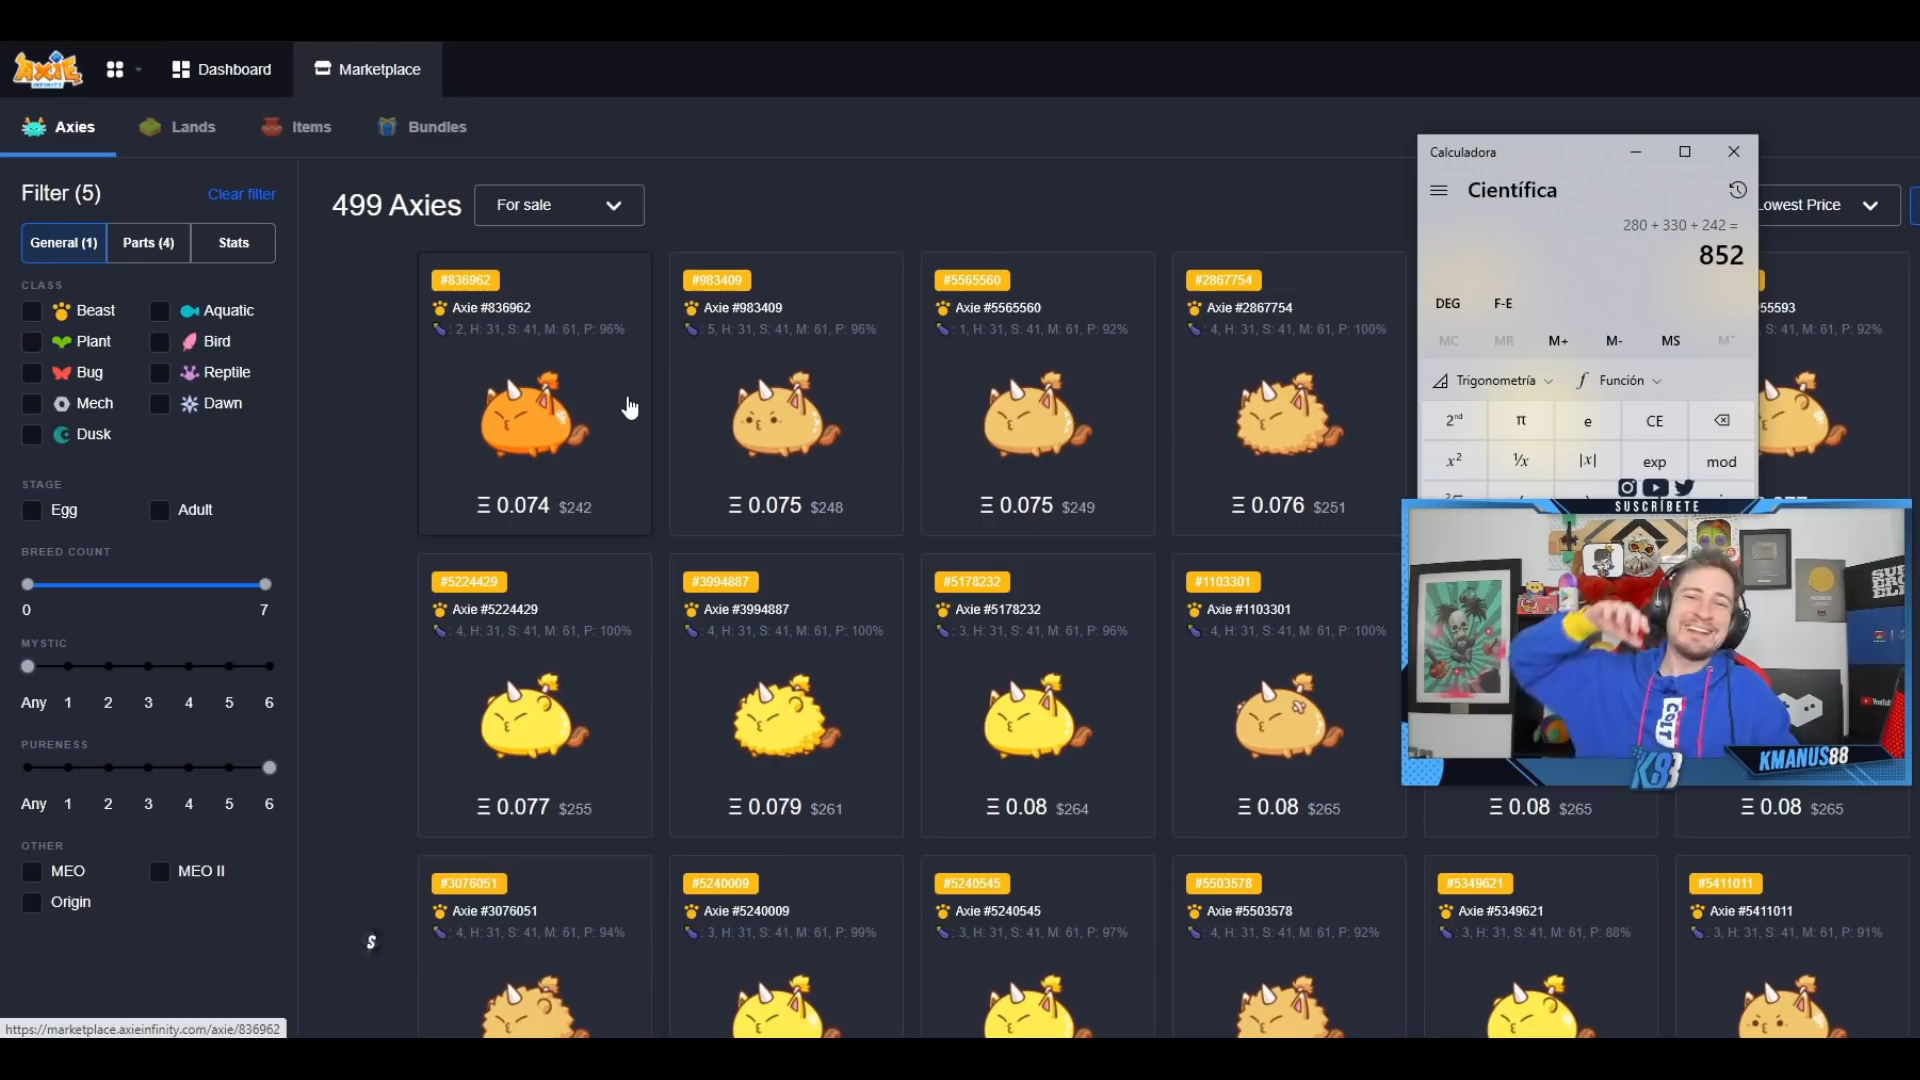 AXIE
INFINITY
Dashboard
Marketplace
Axies
Lands
Items
Bundles
Filter (5)
Clear filter
General (1)
Parts (4)
Stats
CLASS
Beast
Aquatic
Plant
Bird
Bug
Reptile
Mech
Dawn
Dusk
STAGE
Egg
Adult
BREED COUNT
0
7
MYSTIC
Any 1 2 3 4 5 6
PURENESS
Any 1 2 3 4 5 6
OTHER
MEO
MEO II
Origin
499 Axies
For sale
Lowest Price
#836962
Axie #836962
: 2, H: 31, S: 41, M: 61, P: 96%
Ξ 0.074 $242
#983409
Axie #983409
: 5, H: 31, S: 41, M: 61, P: 96%
Ξ 0.075 $248
#5565560
Axie #5565560
: 1, H: 31, S: 41, M: 61, P: 92%
Ξ 0.075 $249
#2867754
Axie #2867754
: 4, H: 31, S: 41, M: 61, P: 100%
Ξ 0.076 $251
55593
P: 92%
#5224429
Axie #5224429
: 4, H: 31, S: 41, M: 61, P: 100%
Ξ 0.077 $255
#3994887
Axie #3994887
: 4, H: 31, S: 41, M: 61, P: 100%
Ξ 0.079 $261
#5178232
Axie #5178232
: 3, H: 31, S: 41, M: 61, P: 96%
Ξ 0.08 $264
#1103301
Axie #1103301
: 4, H: 31, S: 41, M: 61, P: 100%
Ξ 0.08 $265
Ξ 0.08 $265
Ξ 0.08 $265
#3076051
Axie #3076051
: 4, H: 31, S: 41, M: 61, P: 94%
#5240009
Axie #5240009
: 3, H: 31, S: 41, M: 61, P: 99%
#5240545
Axie #5240545
: 3, H: 31, S: 41, M: 61, P: 97%
#5503578
Axie #5503578
: 4, H: 31, S: 41, M: 61, P: 92%
#5349621
Axie #5349621
: 3, H: 31, S: 41, M: 61, P: 88%
#5411011
Axie #5411011
: 3, H: 31, S: 41, M: 61, P: 91%
Calculadora
Científica
280 + 330 + 242 =
852
DEG
F-E
MC MR M+ M- MS M˅
Trigonometría
Función
2nd π e CE
x² ¹/x |x| exp mod
SUSCRÍBETE
COLT
K88
KMANUS88
YouTube
S
https://marketplace.axieinfinity.com/axie/836962